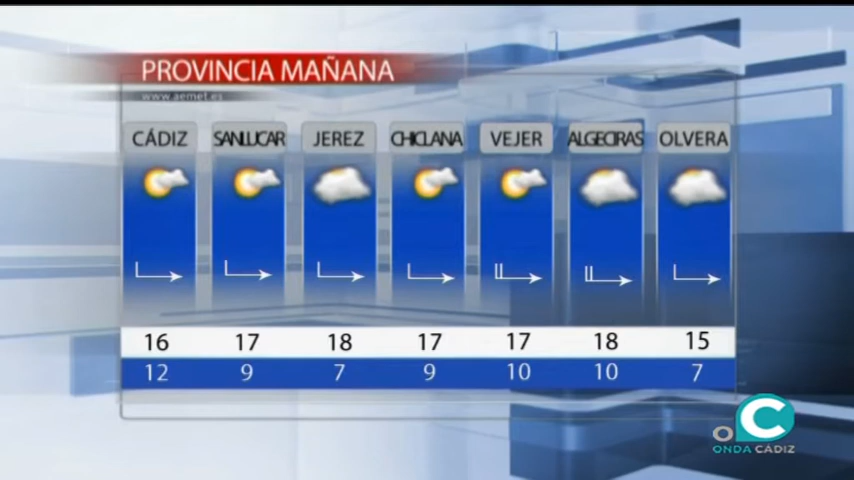 PROVINCIA MAÑANA
www.aemet.es
CÁDIZ SANLUCAR JEREZ CHICLANA VEJER ALGECIRAS OLVERA
16 17 18 17 17 18 15
12 9 7 9 10 10 7
O C
ONDA CÁDIZ